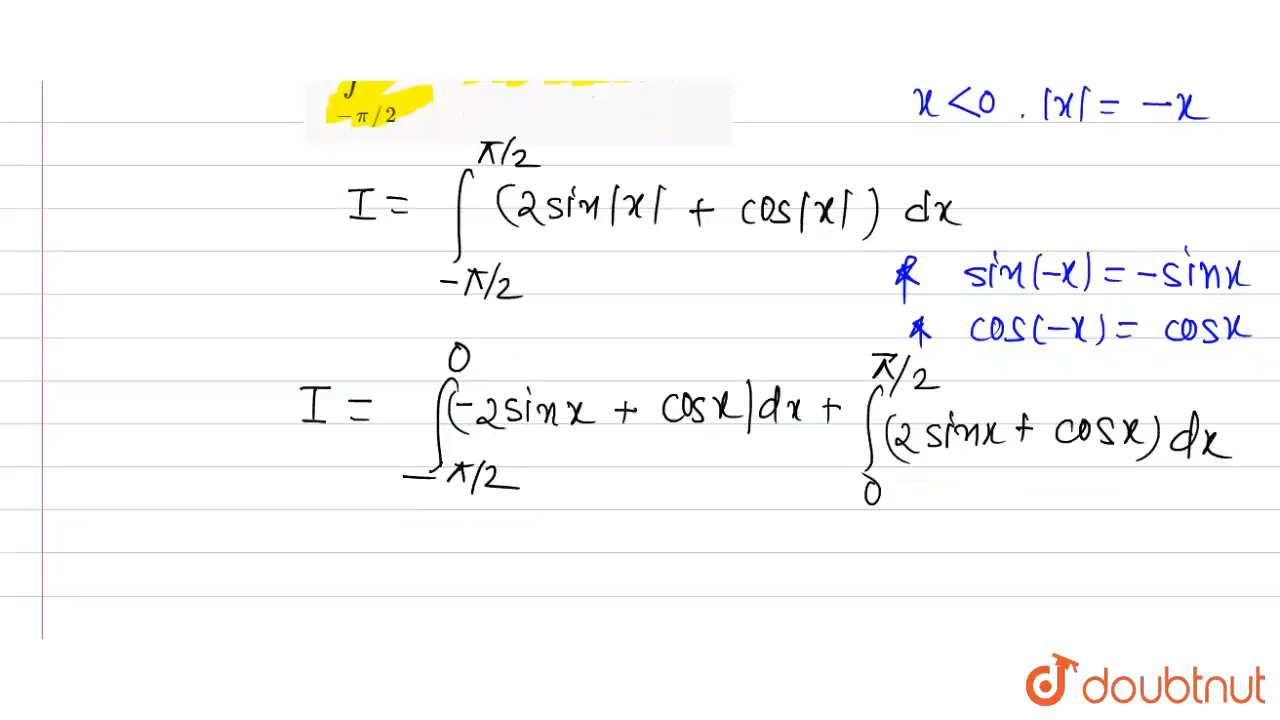 ∫
-π/2
x<0 . |x| = -x
I = ∫_{-π/2}^{π/2} (2sin|x| + cos|x|) dx
* sin(-x) = -sinx
* cos(-x) = cosx
I = ∫_{-π/2}^{0} (-2sinx + cosx) dx + ∫_{0}^{π/2} (2sinx + cosx) dx
doubtnut